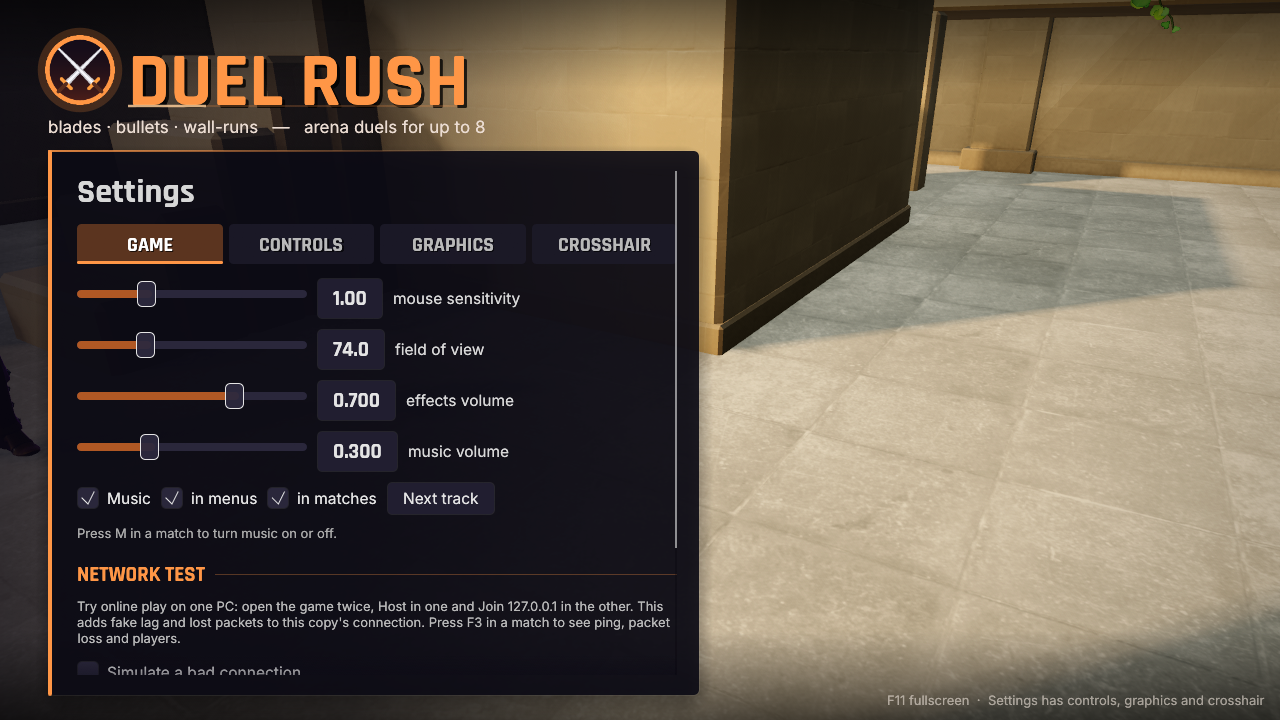 DUEL RUSH
blades · bullets · wall-runs — arena duels for up to 8
Settings
GAME
CONTROLS
GRAPHICS
CROSSHAIR
1.00 mouse sensitivity
74.0 field of view
0.700 effects volume
0.300 music volume
Music in menus in matches Next track
Press M in a match to turn music on or off.
NETWORK TEST
Try online play on one PC: open the game twice, Host in one and Join 127.0.0.1 in the other. This
adds fake lag and lost packets to this copy's connection. Press F3 in a match to see ping, packet
loss and players.
Simulate a bad connection
F11 fullscreen · Settings has controls, graphics and crosshair